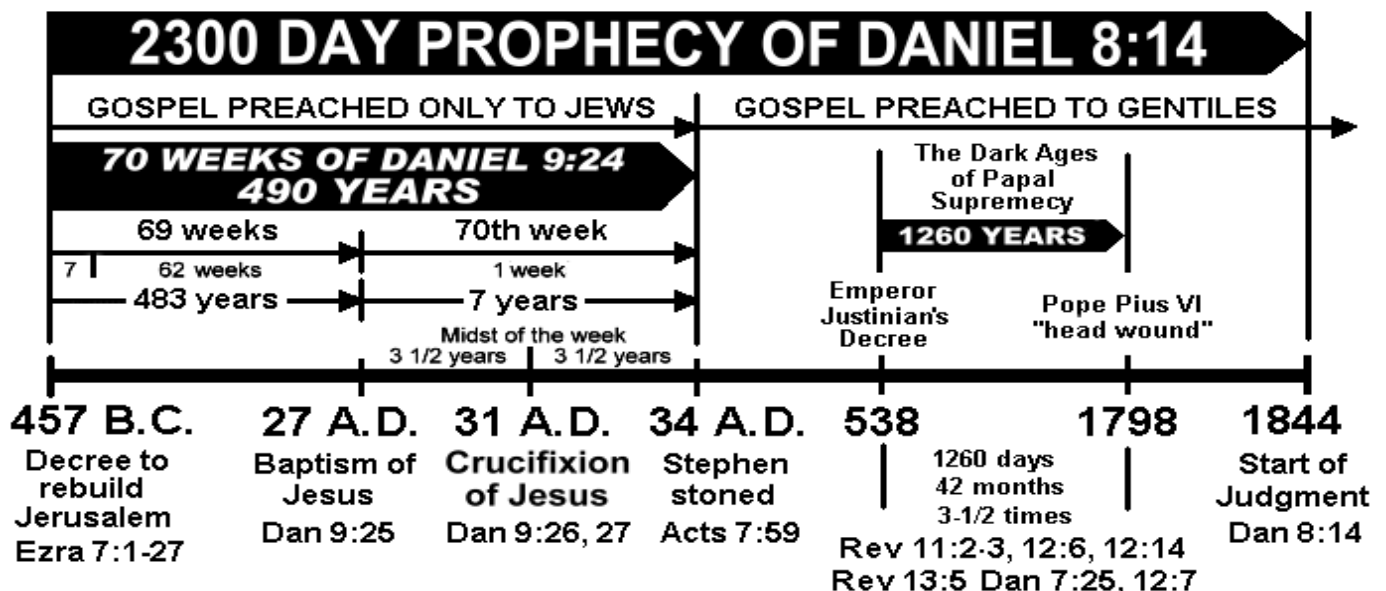 2300 DAY PROPHECY OF DANIEL 8:14
GOSPEL PREACHED ONLY TO JEWS
GOSPEL PREACHED TO GENTILES
70 WEEKS OF DANIEL 9:24
490 YEARS
69 weeks
70th week
7
62 weeks
1 week
483 years
7 years
Midst of the week
3 1/2 years
3 1/2 years
The Dark Ages
of Papal
Supremecy
1260 YEARS
Emperor
Justinian's
Decree
Pope Pius VI
"head wound"
457 B.C.
Decree to
rebuild
Jerusalem
Ezra 7:1-27
27 A.D.
Baptism of
Jesus
Dan 9:25
31 A.D.
Crucifixion
of Jesus
Dan 9:26, 27
34 A.D.
Stephen
stoned
Acts 7:59
538
1798
1260 days
42 months
3-1/2 times
Rev 11:2-3, 12:6, 12:14
Rev 13:5 Dan 7:25, 12:7
1844
Start of
Judgment
Dan 8:14